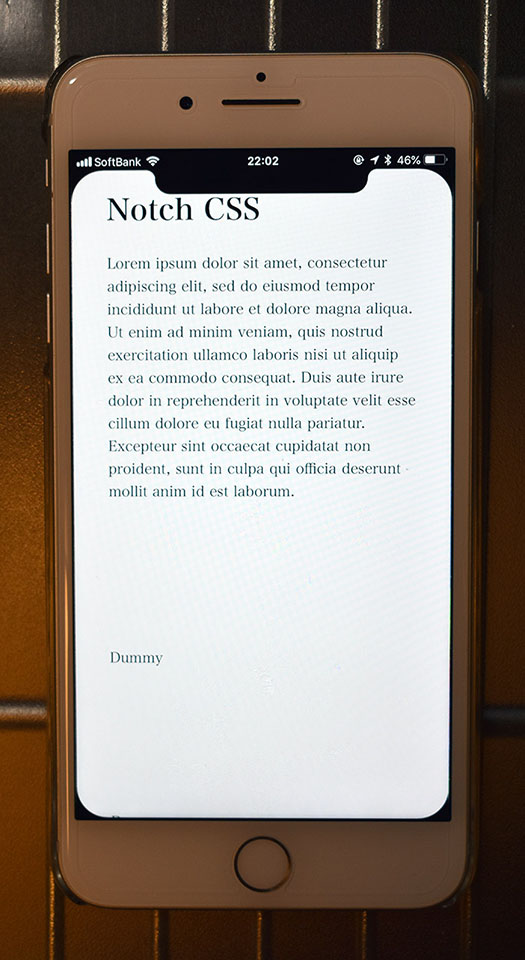 SoftBank 22:02 46%
Notch CSS
Lorem ipsum dolor sit amet, consectetur
adipiscing elit, sed do eiusmod tempor
incididunt ut labore et dolore magna aliqua.
Ut enim ad minim veniam, quis nostrud
exercitation ullamco laboris nisi ut aliquip
ex ea commodo consequat. Duis aute irure
dolor in reprehenderit in voluptate velit esse
cillum dolore eu fugiat nulla pariatur.
Excepteur sint occaecat cupidatat non
proident, sunt in culpa qui officia deserunt
mollit anim id est laborum.
Dummy